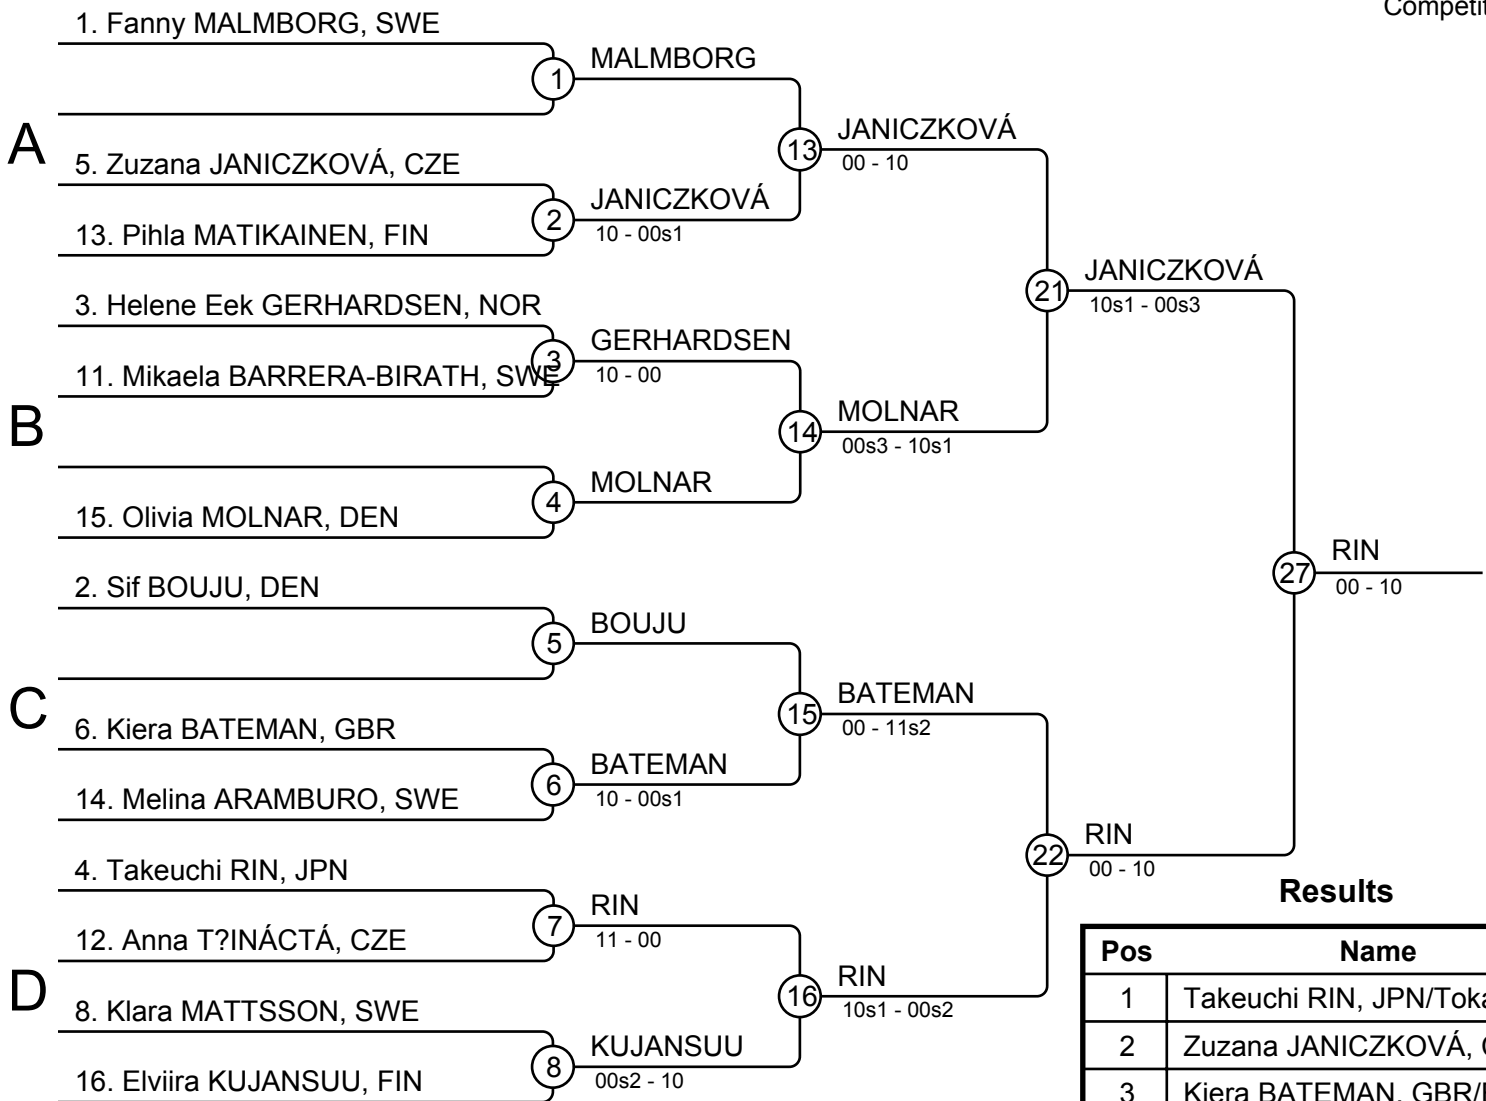 Competit
1. Fanny MALMBORG, SWE
1
MALMBORG
A
5. Zuzana JANICZKOVÁ, CZE
13. Pihla MATIKAINEN, FIN
2
JANICZKOVÁ
10 - 00s1
13
JANICZKOVÁ
00 - 10
3. Helene Eek GERHARDSEN, NOR
11. Mikaela BARRERA-BIRATH, SWE
3
GERHARDSEN
10 - 00
B
15. Olivia MOLNAR, DEN
4
MOLNAR
14
MOLNAR
00s3 - 10s1
21
JANICZKOVÁ
10s1 - 00s3
2. Sif BOUJU, DEN
5
BOUJU
C
6. Kiera BATEMAN, GBR
14. Melina ARAMBURO, SWE
6
BATEMAN
10 - 00s1
15
BATEMAN
00 - 11s2
4. Takeuchi RIN, JPN
12. Anna T?INÁCTÁ, CZE
7
RIN
11 - 00
D
8. Klara MATTSSON, SWE
16. Elviira KUJANSUU, FIN
8
KUJANSUU
00s2 - 10
16
RIN
10s1 - 00s2
22
RIN
00 - 10
27
RIN
00 - 10
Results
Pos Name
1 Takeuchi RIN, JPN/Toka
2 Zuzana JANICZKOVÁ,
3 Kiera BATEMAN, GBR/